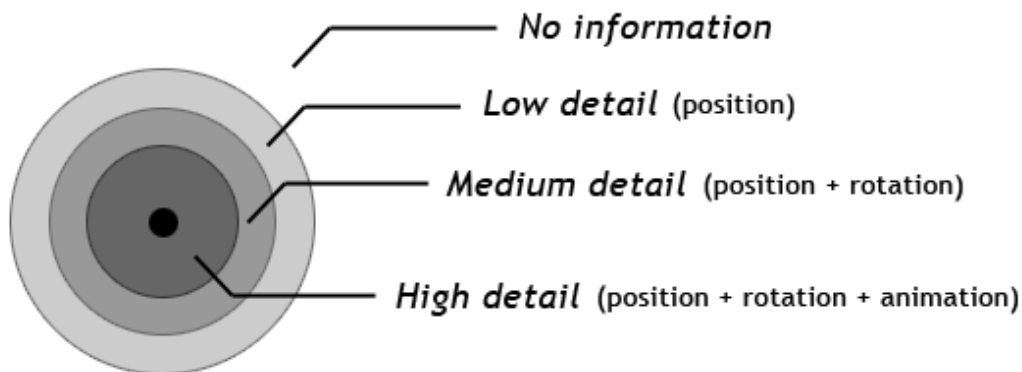 No information
Low detail (position)
Medium detail (position + rotation)
High detail (position + rotation + animation)